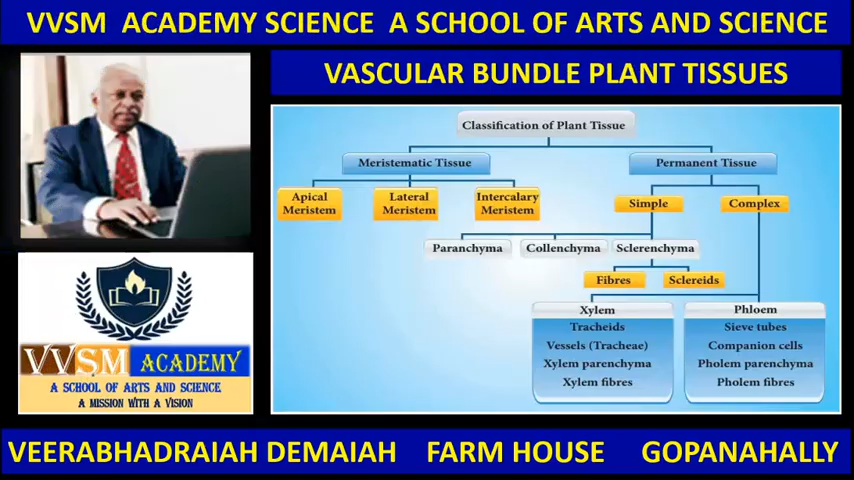 VVSM ACADEMY SCIENCE A SCHOOL OF ARTS AND SCIENCE
VASCULAR BUNDLE PLANT TISSUES
Classification of Plant Tissue
Meristematic Tissue
Permanent Tissue
Apical
Meristem
Lateral
Meristem
Intercalary
Meristem
Simple
Complex
Paranchyma
Collenchyma
Sclerenchyma
Fibres
Sclereids
Xylem
Tracheids
Vessels (Tracheae)
Xylem parenchyma
Xylem fibres
Phloem
Sieve tubes
Companion cells
Pholem parenchyma
Pholem fibres
VVSM ACADEMY
A SCHOOL OF ARTS AND SCIENCE
A MISSION WITH A VISION
VEERABHADRAIAH DEMAIAH FARM HOUSE GOPANAHALLY